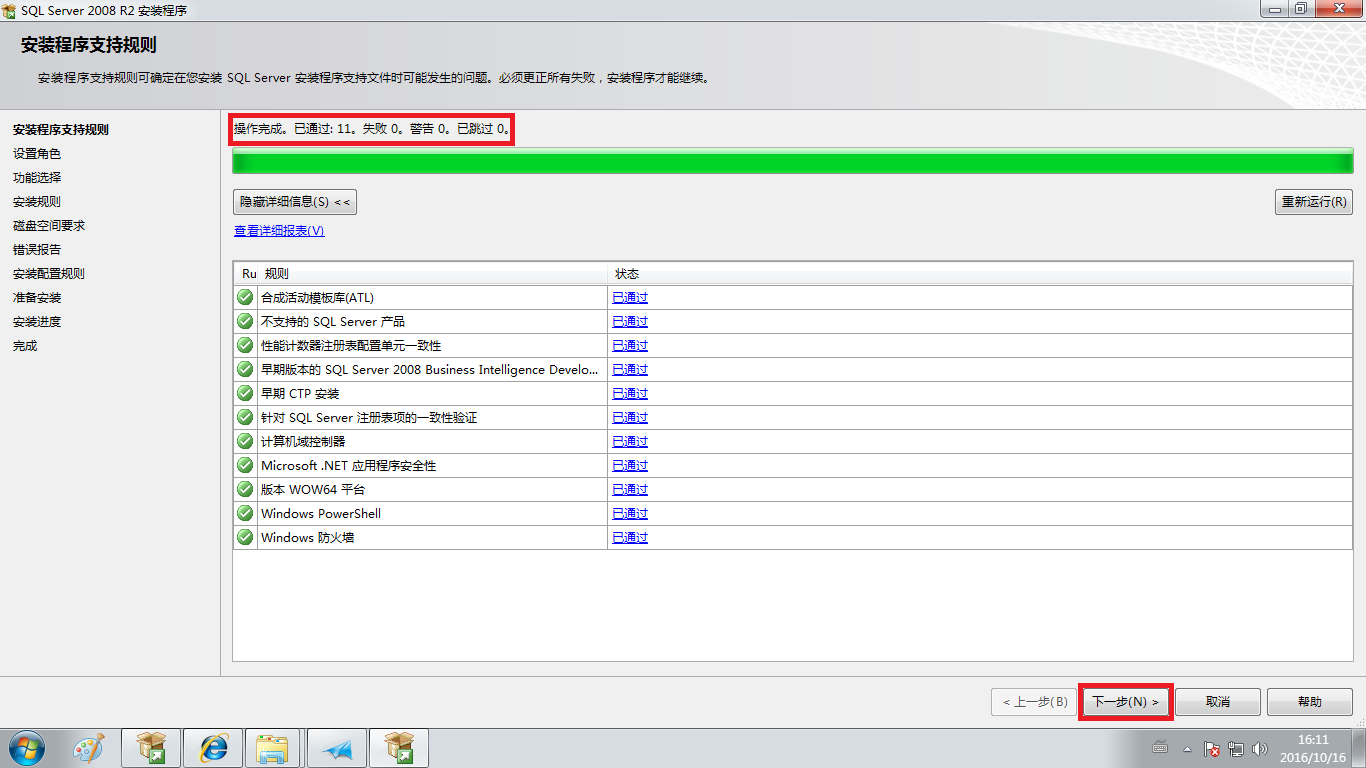 SQL Server 2008 R2 安装程序
安装程序支持规则
安装程序支持规则可确定在您安装 SQL Server 安装程序支持文件时可能发生的问题。必须更正所有失败，安装程序才能继续。
安装程序支持规则
设置角色
功能选择
安装规则
磁盘空间要求
错误报告
安装配置规则
准备安装
安装进度
完成
操作完成。已通过: 11。失败 0。警告 0。已跳过 0。
隐藏详细信息(S) <<
重新运行(R)
查看详细报表(V)
Ru 规则 状态
合成活动模板库(ATL) 已通过
不支持的 SQL Server 产品 已通过
性能计数器注册表配置单元一致性 已通过
早期版本的 SQL Server 2008 Business Intelligence Develo... 已通过
早期 CTP 安装 已通过
针对 SQL Server 注册表项的一致性验证 已通过
计算机域控制器 已通过
Microsoft .NET 应用程序安全性 已通过
版本 WOW64 平台 已通过
Windows PowerShell 已通过
Windows 防火墙 已通过
< 上一步(B) 下一步(N) > 取消 帮助
16:11
2016/10/16